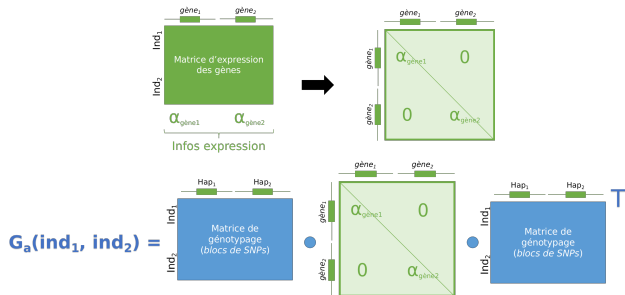 gène₁ gène₂
Ind₁
Ind₂
Matrice d'expression
des gènes
αgène1 αgène2
Infos expression
gène₁ gène₂
gène₁
gène₂
αgène1 0
0 αgène2
Gₐ(ind₁, ind₂) =
Hap₁ Hap₂
Ind₁
Ind₂
Matrice de
génotypage
(blocs de SNPs)
gène₁ gène₂
gène₁
gène₂
αgène1 0
0 αgène2
Hap₁ Hap₂
Ind₁
Ind₂
Matrice de
génotypage
(blocs de SNPs)
T